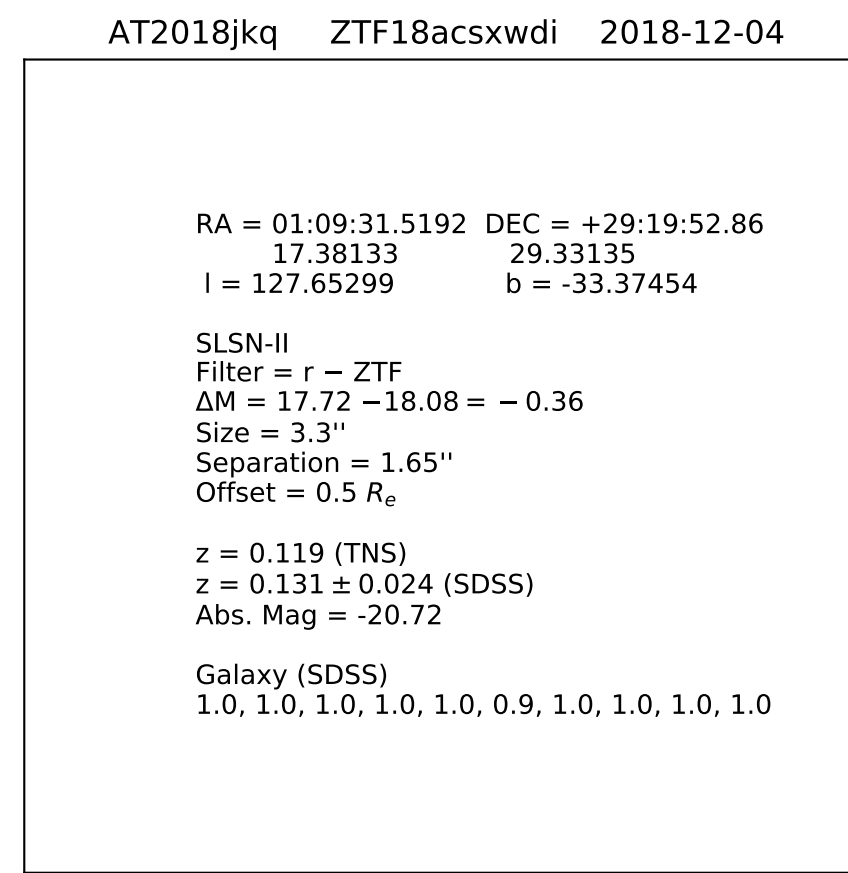 AT2018jkq ZTF18acsxwdi 2018-12-04
RA = 01:09:31.5192 DEC = +29:19:52.86
17.38133 29.33135
l = 127.65299 b = -33.37454
SLSN-II
Filter = r − ZTF
ΔM = 17.72 −18.08 = − 0.36
Size = 3.3''
Separation = 1.65''
Offset = 0.5 Rₑ
z = 0.119 (TNS)
z = 0.131 ± 0.024 (SDSS)
Abs. Mag = -20.72
Galaxy (SDSS)
1.0, 1.0, 1.0, 1.0, 1.0, 0.9, 1.0, 1.0, 1.0, 1.0